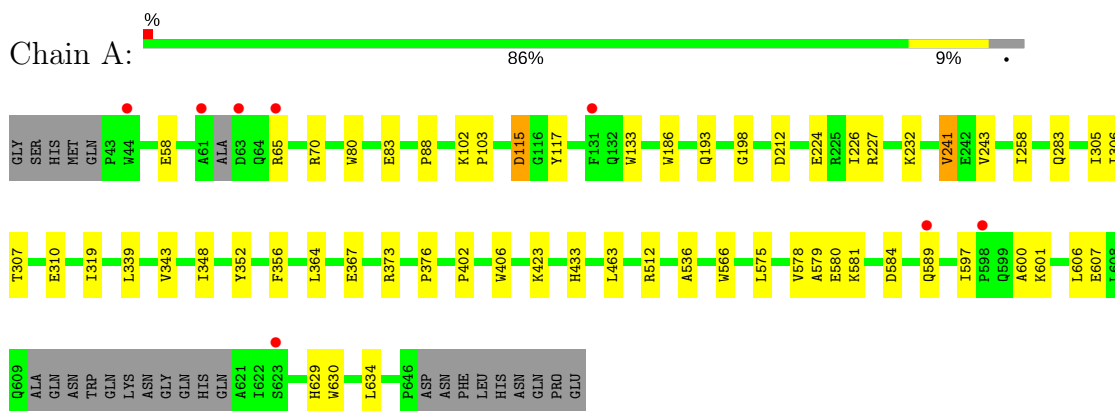 %
Chain A:
86% 9% •
GLY SER HIS MET GLN P43 W44 E58 A61 ALA D63 Q64 R65 R70 W80 E83 P88 K102 P103 D115 G116 Y117 F131 Q132 W133 W186 Q193 G198 D212 E224 R225 I226 R227 K232 V241 E242 V243 I258 Q283 I305 I306
T307 E310 I319 L339 V343 I348 Y352 F356 L364 E367 R373 P376 P402 W406 K423 H433 L463 R512 A536 W566 L575 V578 A579 E580 K581 D584 Q589 I597 P598 Q599 A600 K601 L606 E607 L608
Q609 ALA GLN ASN TRP GLN LYS ASN GLY GLN HIS GLN A621 I622 S623 H629 W630 L634 P646 ASP ASN PHE LEU HIS ASN GLN PRO GLU